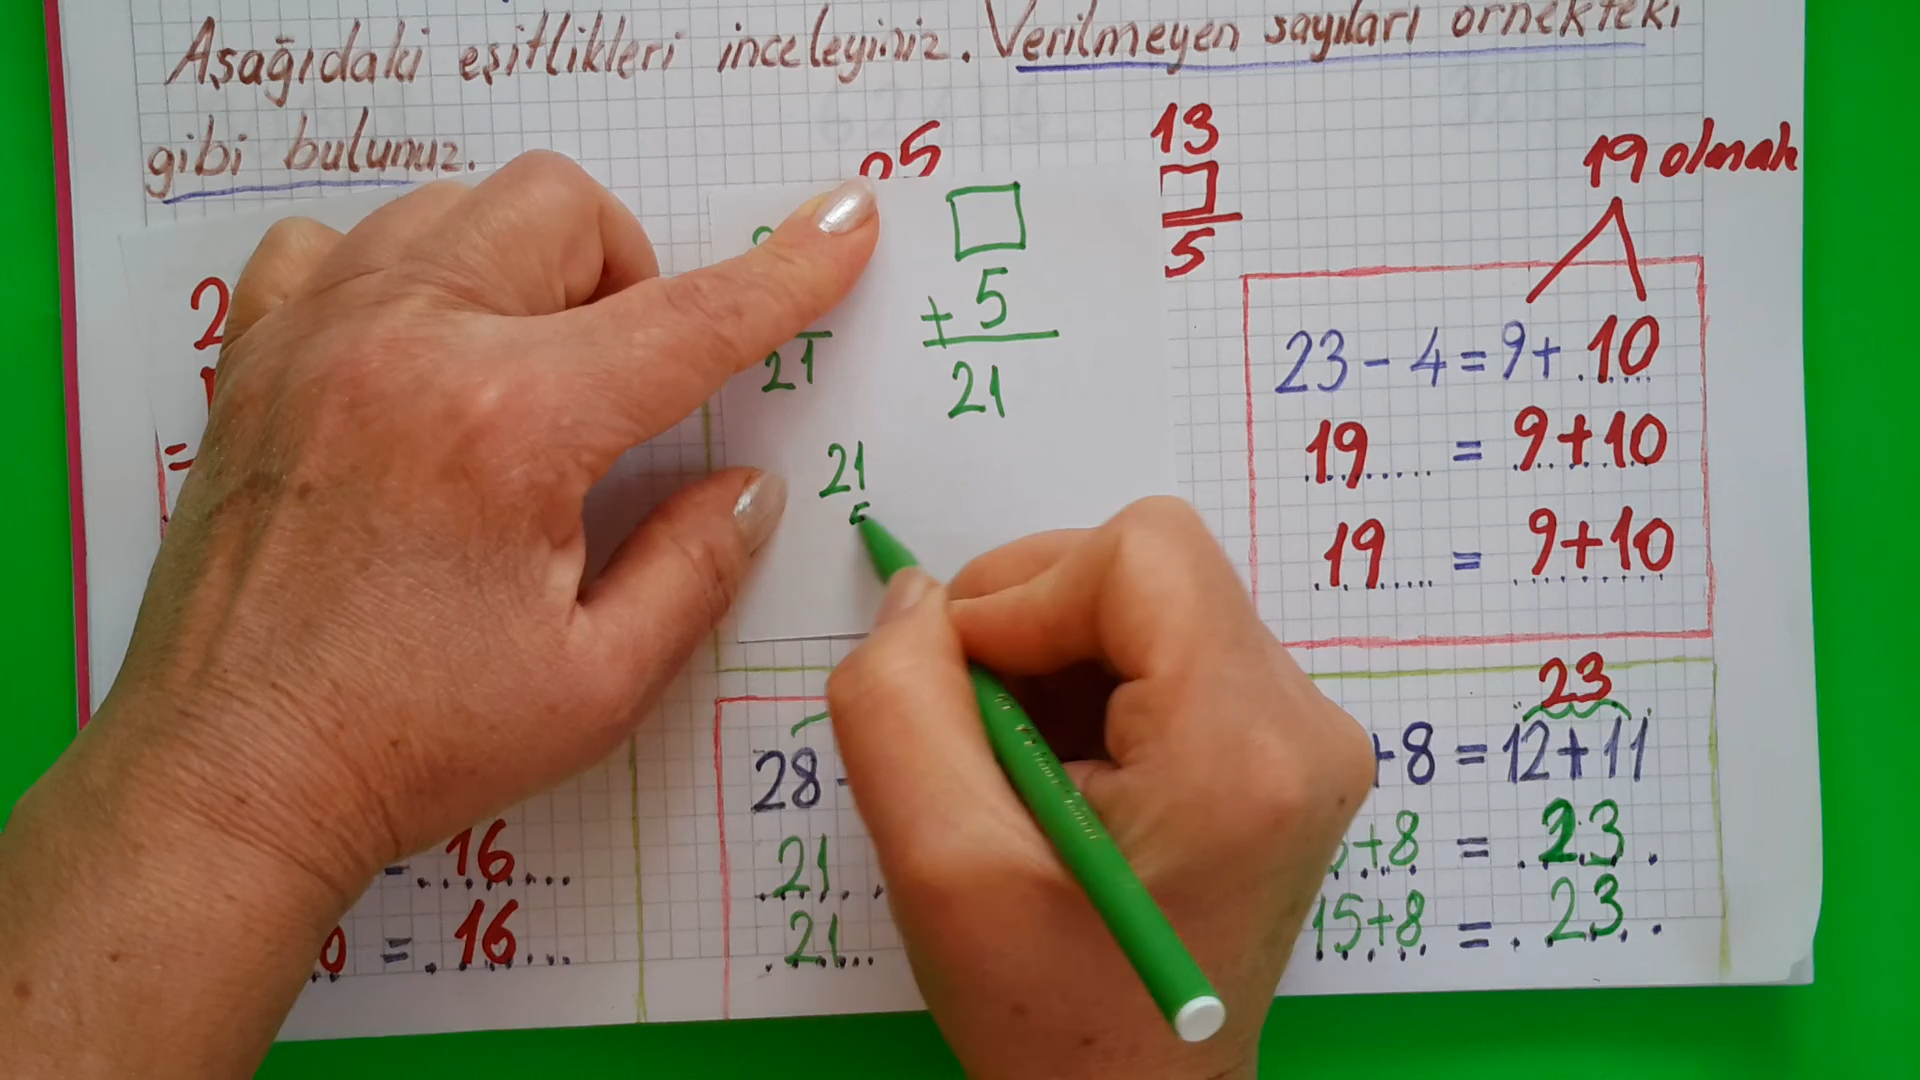 Aşağıdaki eşitlikleri inceleyiniz. Verilmeyen sayıları örnekteki
gibi bulunuz.
13
□
5
19 olmalı
□
+ 5
21
21
21
23 - 4 = 9 + 10
19 = 9+10
19 = 9+10
28
21
21
= 16
= 16
23
+8 = 12+11
+8 = 23
15+8 = 23